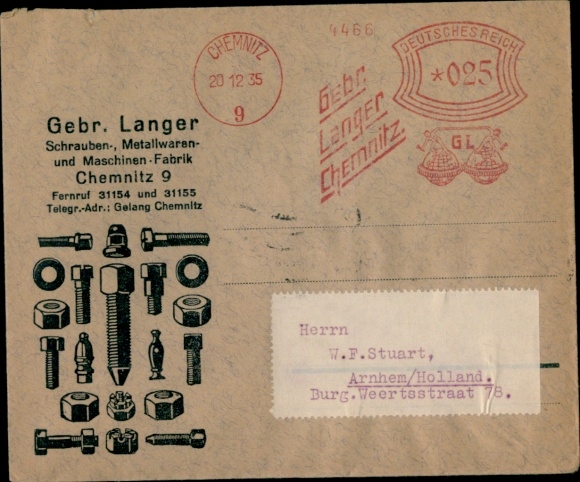 4466
CHEMNITZ
20 12 35
9
Gebr.
Langer
Chemnitz.
DEUTSCHES REICH
*025
G L
Gebr. Langer
Schrauben-, Metallwaren-
und Maschinen-Fabrik
Chemnitz 9
Fernruf 31154 und 31155
Telegr.-Adr.: Gelang Chemnitz
Herrn
W.F.Stuart,
Arnhem/Holland.
Burg.Weertsstraat 78.